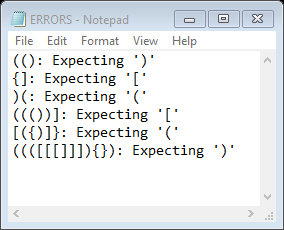 ERRORS - Notepad
File Edit Format View Help
((): Expecting ')'
{]: Expecting '['
)(: Expecting '('
((())]: Expecting '['
[({)]}: Expecting '('
((([[[]]]){}): Expecting ')'